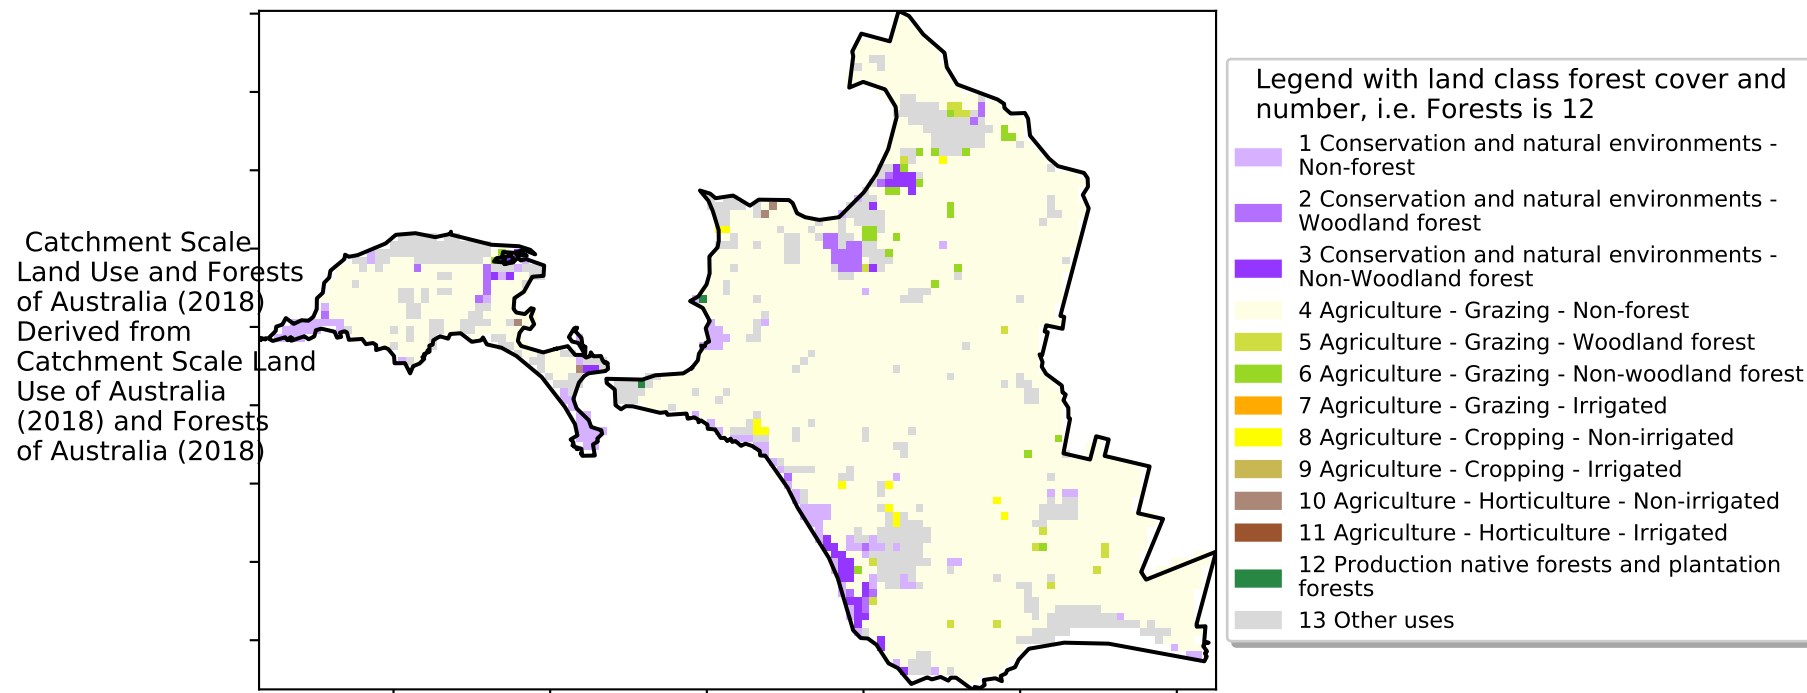 Catchment Scale
Land Use and Forests
of Australia (2018)
Derived from
Catchment Scale Land
Use of Australia
(2018) and Forests
of Australia (2018)
Legend with land class forest cover and
number, i.e. Forests is 12
1 Conservation and natural environments -
Non-forest
2 Conservation and natural environments -
Woodland forest
3 Conservation and natural environments -
Non-Woodland forest
4 Agriculture - Grazing - Non-forest
5 Agriculture - Grazing - Woodland forest
6 Agriculture - Grazing - Non-woodland forest
7 Agriculture - Grazing - Irrigated
8 Agriculture - Cropping - Non-irrigated
9 Agriculture - Cropping - Irrigated
10 Agriculture - Horticulture - Non-irrigated
11 Agriculture - Horticulture - Irrigated
12 Production native forests and plantation
forests
13 Other uses